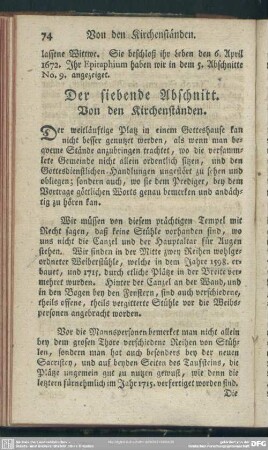 74 Von den Kirchenständen.
lassene Wittwe. Sie beschloß ihr Leben den 6. April
1672. Ihr Epitaphium haben wir in dem 5. Abschnitte
No. 9. angezeiget.
Der siebende Abschnitt.
Von den Kirchenständen.
Der weitläuftige Platz in einem Gotteshause kan
nicht besser genutzet werden, als wenn man be-
queme Stände anzubringen trachtet, wo die versamm-
lete Gemeinde nicht allein ordentlich sitzen, und den
Gottesdienstlichen Handlungen ungestört zu sehen und
obliegen; sondern auch, wo sie dem Perdiger, bey dem
Vortrage göttlichen Worts genau bemerken und andäch-
tig zu hören kan.
Wir müssen von diesem prächtigen Tempel mit
Recht sagen, daß keine Stühle vorhanden sind, wo
uns nicht die Canzel und der Hauptaltar für Augen
stehen. Wir finden in der Mitte zwey Reihen wohlge-
ordneter Weiberstühle, welche in dem Jahre 1598. er-
bauet, und 1715. durch etliche Plätze in der Breite ver-
mehret wurden. Hinter der Canzel an der Wand, und
in den Bogen bey den Fenstern, sind auch verschiedene,
theils offene, theils vergitterte Stühle vor die Weibs-
personen angebracht worden.
Vor die Mannspersonen bemerket man nicht allein
bey dem großen Thore verschiedene Reihen von Stüh-
len, sondern man hat auch besonders bey der neuen
Sacristey, und auf beyden Seiten des Taufsteins, die
Plätze ungemein gut zu nutzen gewust, wie denn die
letztern fürnehmlich im Jahr 1715. verfertiget worden sind.
Die